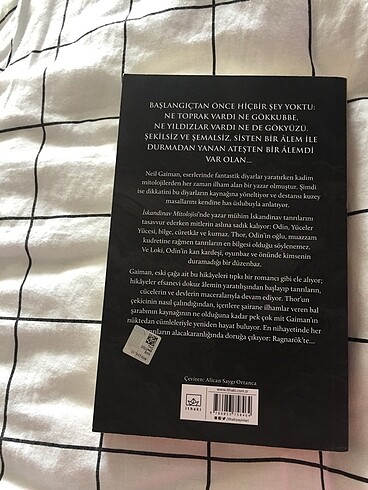 BAŞLANGIÇTAN ÖNCE HİÇBİR ŞEY YOKTU:
NE TOPRAK VARDI NE GÖKKUBBE,
NE YILDIZLAR VARDI NE DE GÖKYÜZÜ,
ŞEKİLSİZ VE ŞEMALSİZ, SİSTEN BİR ÂLEM İLE
DURMADAN YANAN ATEŞTEN BİR ÂLEMDİ
VAR OLAN...
Neil Gaiman, eserlerinde fantastik diyarlar yaratırken kadim
mitolojilerden her zaman ilham alan bir yazar olmuştur. Şimdi
ise dikkatini bu diyarların kaynağına yöneltiyor ve destansı kuzey
masallarını kendine has üslubuyla anlatıyor.
İskandinav Mitolojisi'nde yazar mühim İskandinav tanrılarını
tasavvur ederken mitlerin aslına sadık kalıyor: Odin, Yüceler
Yücesi, bilge, cüretkâr ve kurnaz. Thor, Odin'in oğlu, muazzam
kudretine rağmen tanrıların en bilgesi olduğu söylenemez.
Ve Loki, Odin'in kan kardeşi, oyunbaz ve önünde kimsenin
duramadığı bir düzenbaz.
Gaiman, eski çağa ait bu hikâyeleri tıpkı bir romancı gibi ele alıyor;
hikâyeler efsanevi dokuz âlemin yaratılışından başlayıp tanrıların,
cücelerin ve devlerin maceralarıyla devam ediyor. Thor'un
çekicinin nasıl çalındığından, içenlere şairane ilhamlar veren bal
şarabının kaynağının ne olduğuna kadar pek çok mit Gaiman'ın
nüktedan cümleleriyle yeniden hayat buluyor. En nihayetinde her
tanrıların alacakaranlığında doruğa çıkıyor: Ragnarök'te...
Çeviren: Alican Saygı Ortanca
ithaki
www.ithaki.com.tr
/ithakiyayinlari